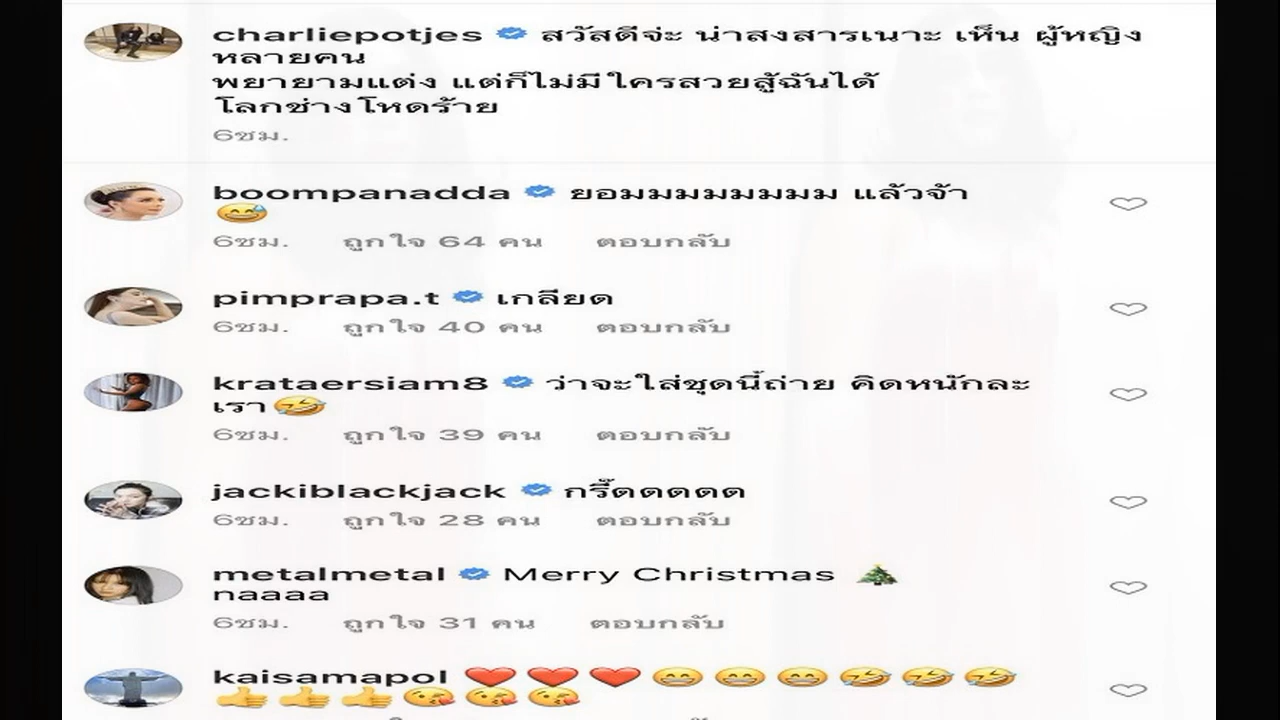 charliepotjes สวัสดีจ่ะ น่าสงสารเนาะ เห็น ผู้หญิง
หลายคน
พยายามแต่ง แต่ก็ไม่มีใครสวยสู้ฉันได้
โลกช่างโหดร้าย
6ชม.
boompanadda ยอมมมมมมมม แล้วจ้า
😅
6ชม. ถูกใจ 64 คน ตอบกลับ
pimprapa.t เกลียด
6ชม. ถูกใจ 40 คน ตอบกลับ
krataersiam8 ว่าจะใส่ชุดนี้ถ่าย คิดหนักละ
เรา🤣
6ชม. ถูกใจ 39 คน ตอบกลับ
jackiblackjack กรี๊ดดดดด
6ชม. ถูกใจ 28 คน ตอบกลับ
metalmetal Merry Christmas 🎄
naaaa
6ชม. ถูกใจ 31 คน ตอบกลับ
kaisamapol ❤️❤️❤️😁😁😁🤣🤣🤣
👍👍👍😘😘😘